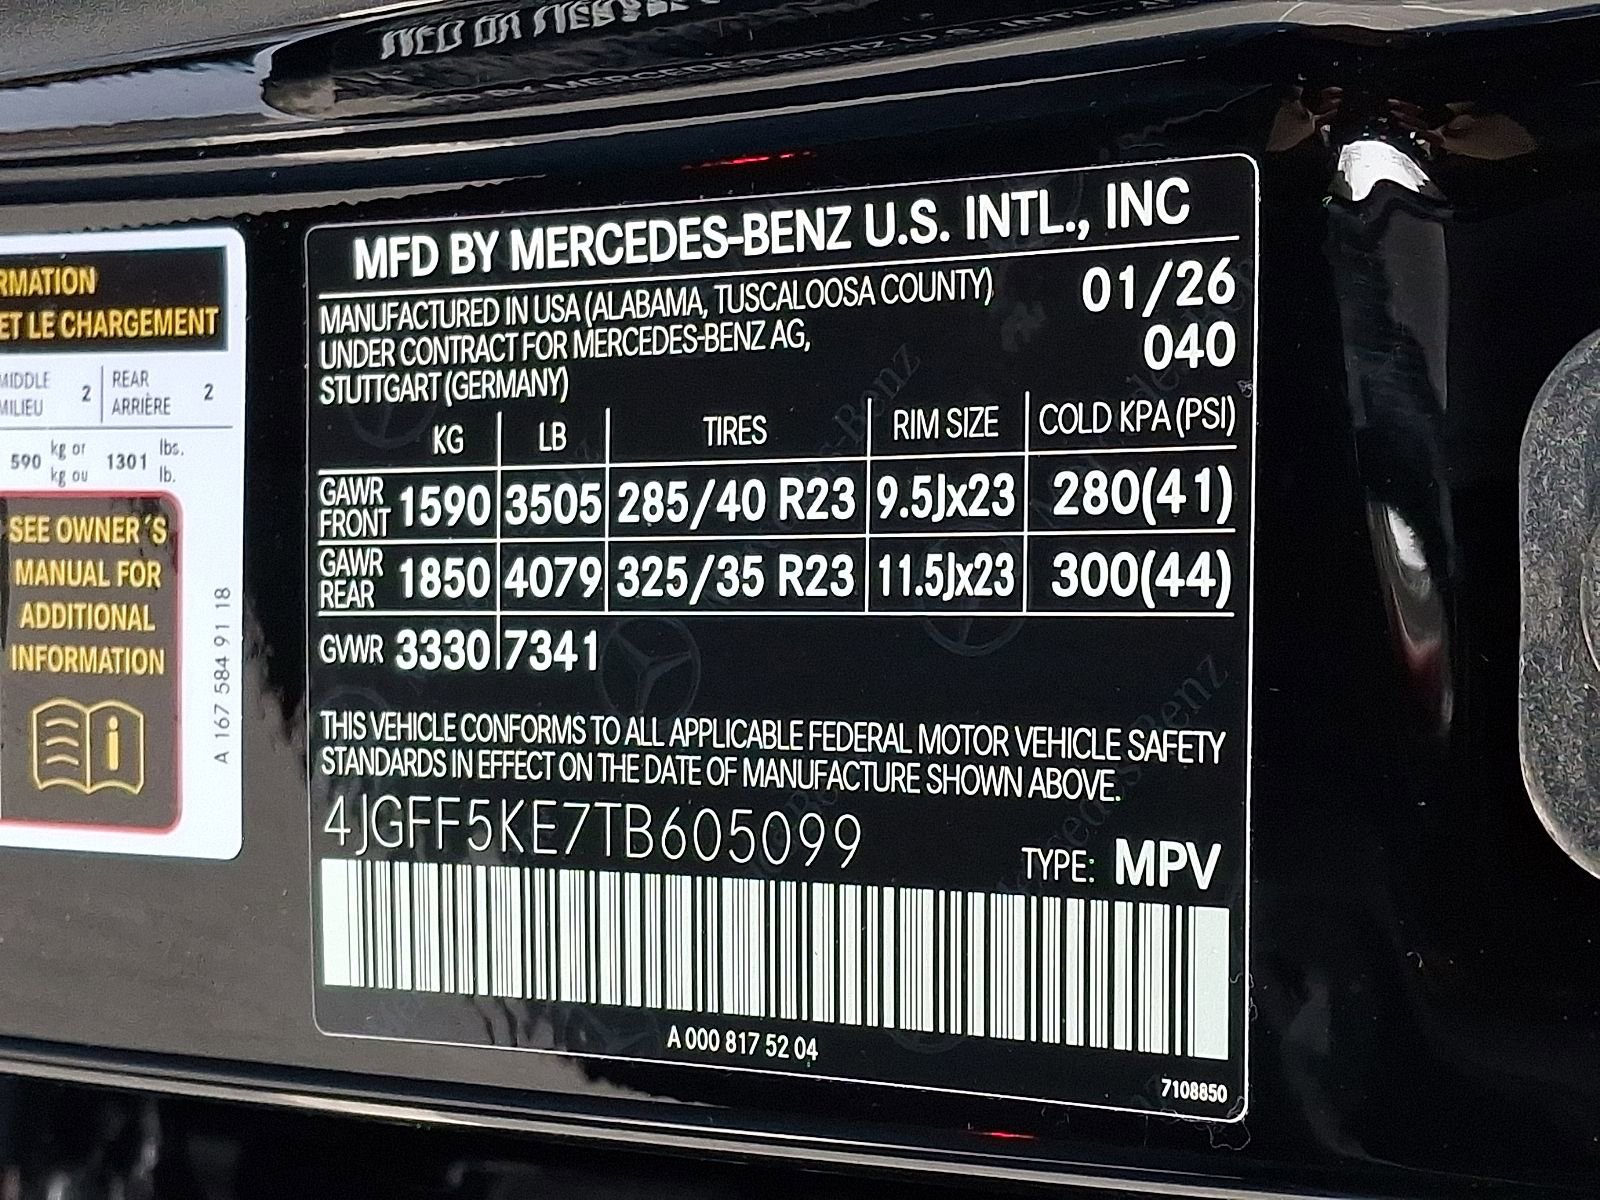 RMATION
ET LE CHARGEMENT
MIDDLE
MILIEU
2
REAR
ARRIÈRE
2
590 kg or 1301 lbs.
kg ou lb.
SEE OWNER´S
MANUAL FOR
ADDITIONAL
INFORMATION
A 167 584 91 18
MFD BY MERCEDES-BENZ U.S. INTL., INC
MANUFACTURED IN USA (ALABAMA, TUSCALOOSA COUNTY) 01/26
UNDER CONTRACT FOR MERCEDES-BENZ AG, 040
STUTTGART (GERMANY)
KG LB TIRES RIM SIZE COLD KPA (PSI)
GAWR FRONT 1590 3505 285/40 R23 9.5Jx23 280(41)
GAWR REAR 1850 4079 325/35 R23 11.5Jx23 300(44)
GVWR 3330 7341
THIS VEHICLE CONFORMS TO ALL APPLICABLE FEDERAL MOTOR VEHICLE SAFETY
STANDARDS IN EFFECT ON THE DATE OF MANUFACTURE SHOWN ABOVE.
4JGFF5KE7TB605099
TYPE: MPV
A 000 817 52 04
7108850